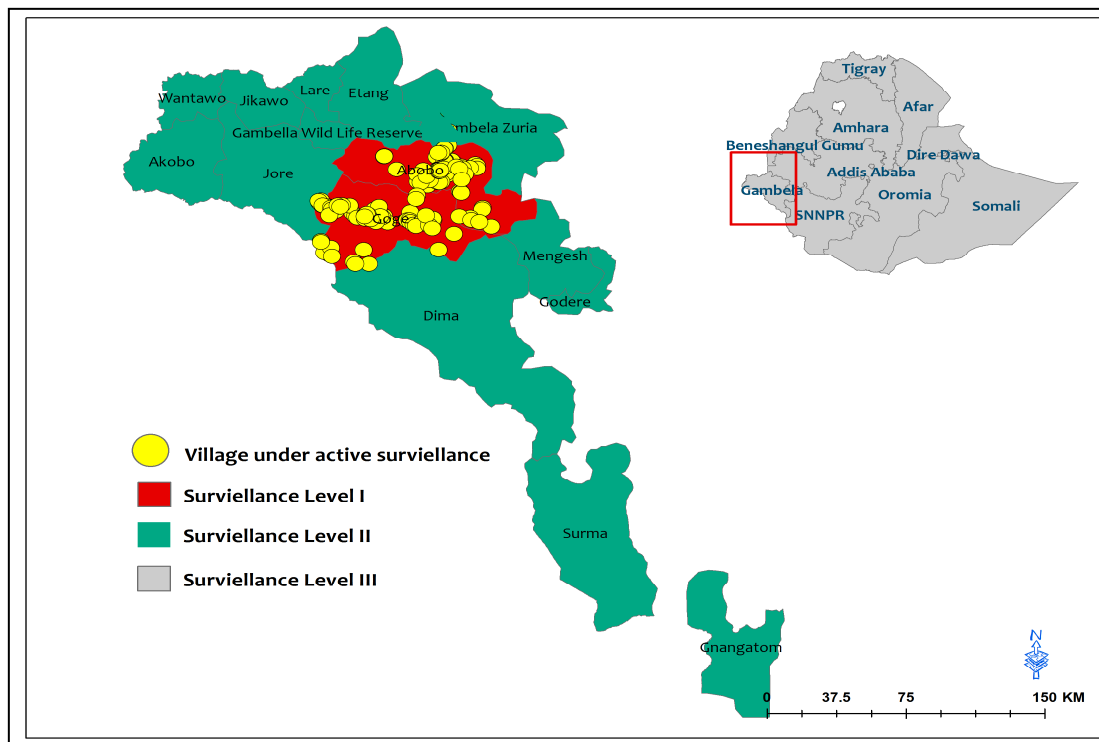 Wantawo
Jikawo
Lare
Etang
Gambella Wild Life Reserve
mbela Zuria
Akobo
Jore
Abobo
Goge
Mengesh
Godere
Dima
Surma
Gnangatom
Tigray
Afar
Amhara
Beneshangul Gumu
Dire Dawa
Addis Ababa
Gambela
Oromia
SNNPR
Somali
Village under active surviellance
Surviellance Level I
Surviellance Level II
Surviellance Level III
N
0 37.5 75 150 KM